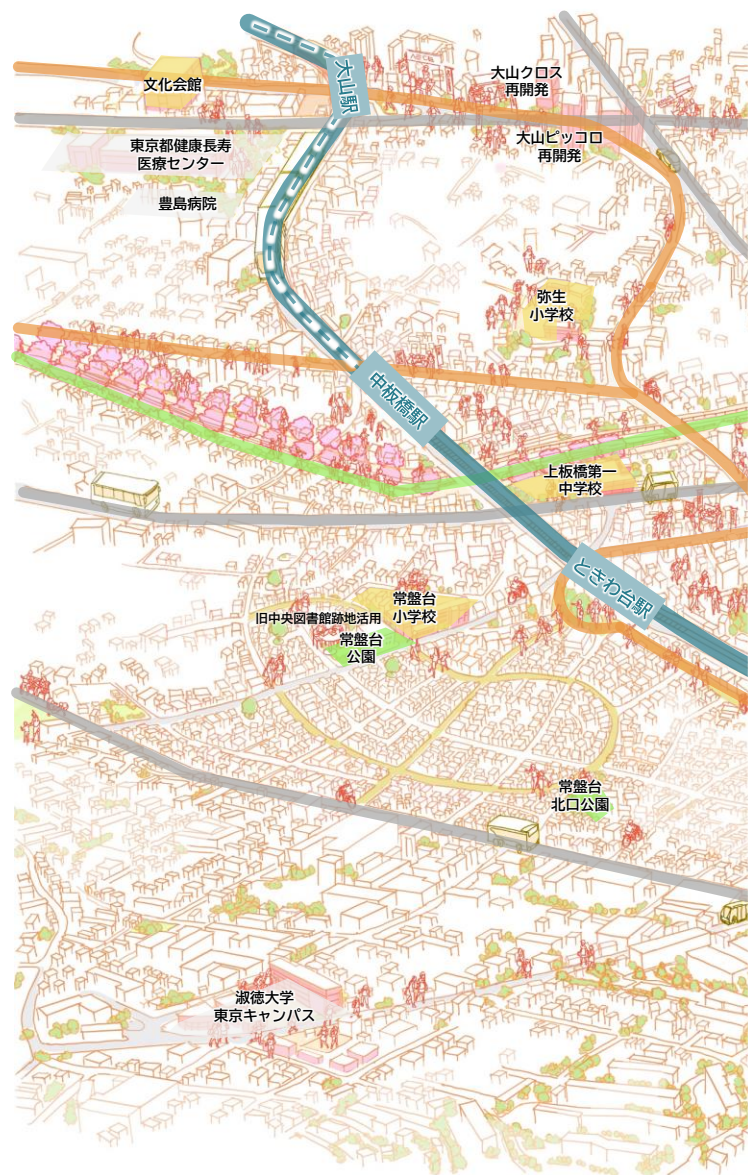 文化会館
大山駅
大山クロス
再開発
大山ピッコロ
再開発
東京都健康長寿
医療センター
豊島病院
弥生
小学校
中板橋駅
上板橋第一
中学校
ときわ台駅
常盤台
小学校
旧中央図書館跡地活用
常盤台
公園
常盤台
北口公園
淑徳大学
東京キャンパス